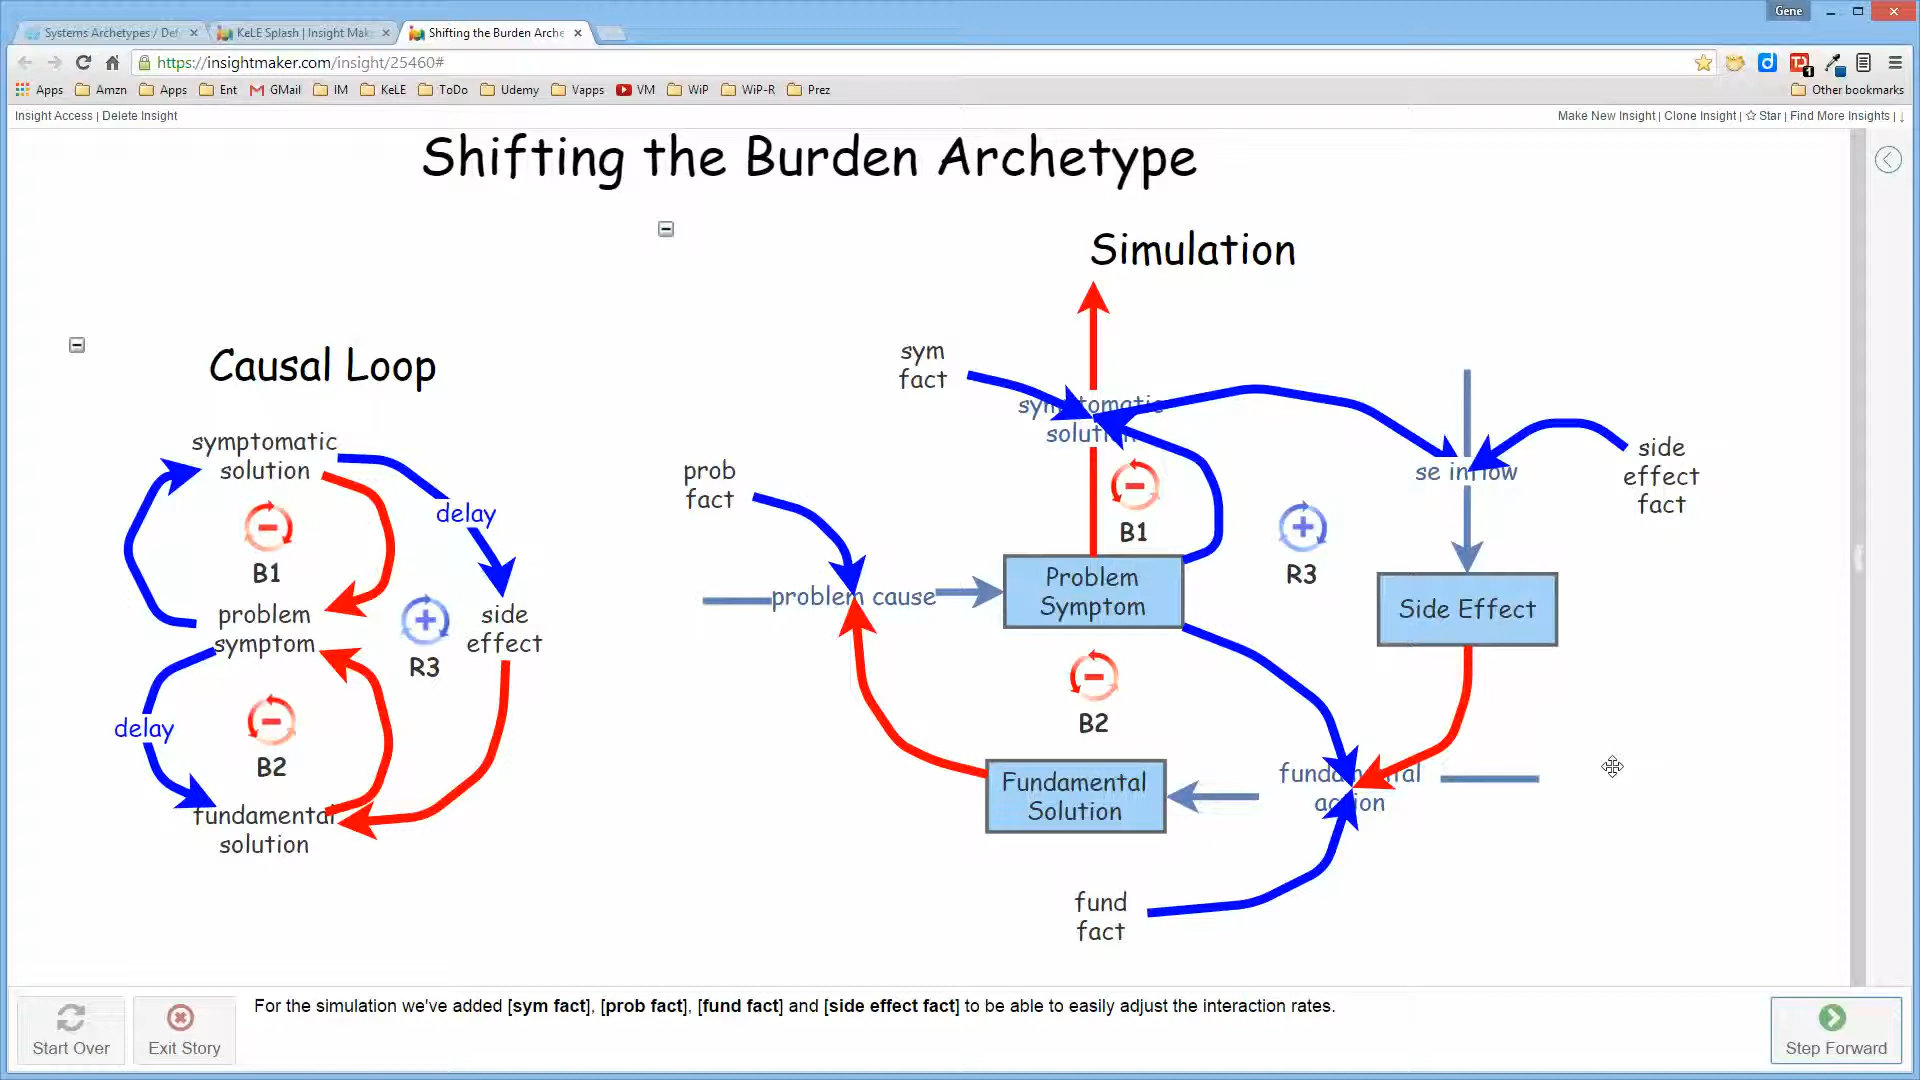 Gene
Systems Archetypes / Def
KeLE Splash | Insight Mak
Shifting the Burden Arche
https://insightmaker.com/insight/25460#
Apps
Amzn
Apps
Ent
GMail
IM
KeLE
ToDo
Udemy
Vapps
VM
WiP
WiP-R
Prez
Other bookmarks
Insight Access | Delete Insight
Make New Insight | Clone Insight | Star | Find More Insights |
Shifting the Burden Archetype
Simulation
Causal Loop
symptomatic
solution
delay
B1
problem
symptom
R3
side
effect
delay
B2
fundamental
solution
sym
fact
symptomatic
solution
prob
fact
B1
se inflow
side
effect
fact
R3
problem cause
Problem
Symptom
Side Effect
B2
Fundamental
Solution
fundamental
action
fund
fact
Start Over
Exit Story
For the simulation we've added [sym fact], [prob fact], [fund fact] and [side effect fact] to be able to easily adjust the interaction rates.
Step Forward